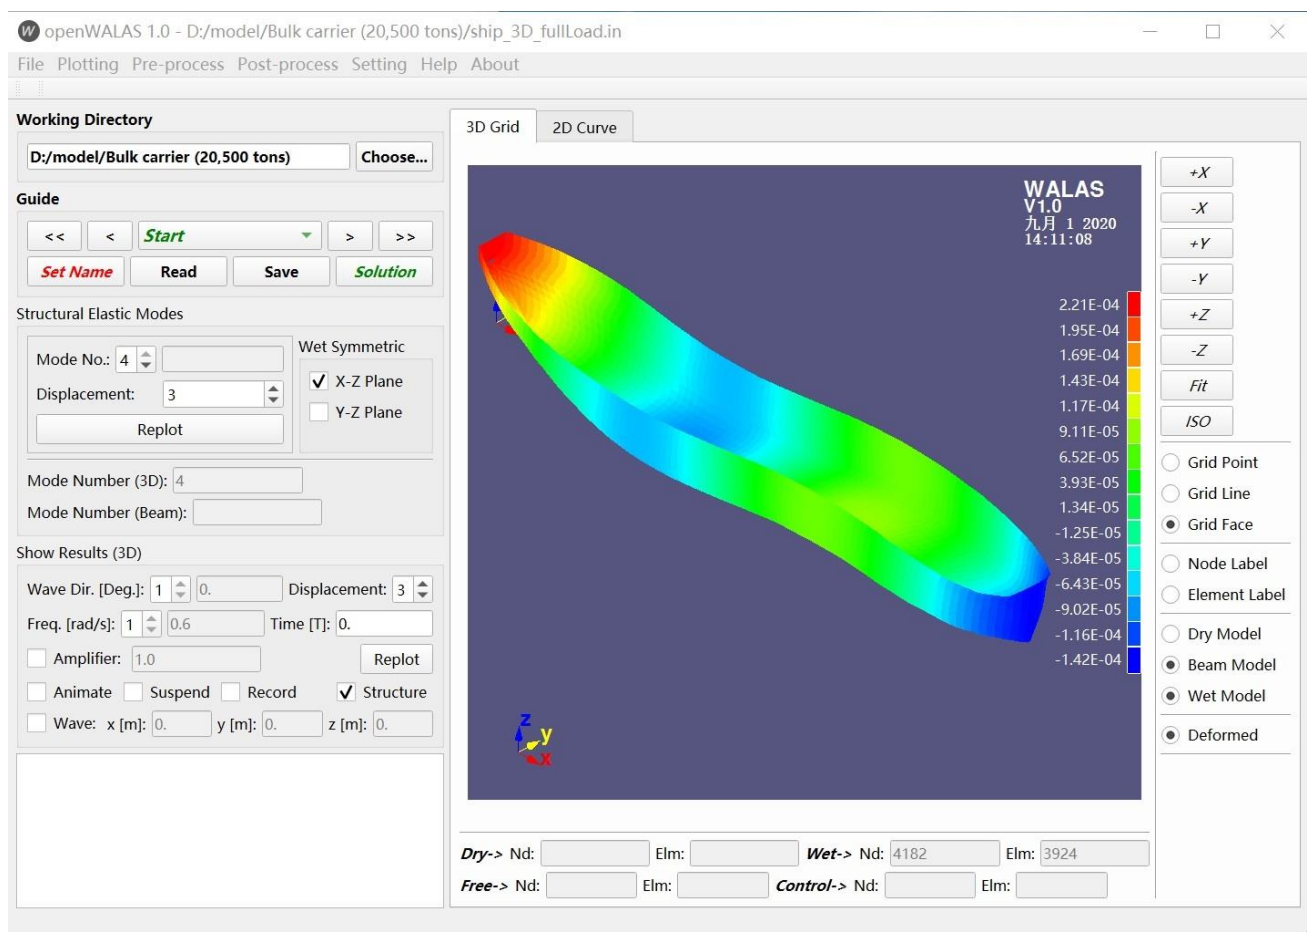 openWALAS 1.0 - D:/model/Bulk carrier (20,500 tons)/ship_3D_fullLoad.in
File Plotting Pre-process Post-process Setting Help About
Working Directory
D:/model/Bulk carrier (20,500 tons) Choose...
Guide
<< < Start > >>
Set Name Read Save Solution
Structural Elastic Modes
Mode No.: 4
Displacement: 3
Replot
Wet Symmetric
X-Z Plane
Y-Z Plane
Mode Number (3D): 4
Mode Number (Beam):
Show Results (3D)
Wave Dir. [Deg.]: 1 0. Displacement: 3
Freq. [rad/s]: 1 0.6 Time [T]: 0.
Amplifier: 1.0 Replot
Animate Suspend Record Structure
Wave: x [m]: 0. y [m]: 0. z [m]: 0.
3D Grid 2D Curve
WALAS
V1.0
九月 1 2020
14:11:08
2.21E-04
1.95E-04
1.69E-04
1.43E-04
1.17E-04
9.11E-05
6.52E-05
3.93E-05
1.34E-05
-1.25E-05
-3.84E-05
-6.43E-05
-9.02E-05
-1.16E-04
-1.42E-04
z
y
x
+X
-X
+Y
-Y
+Z
-Z
Fit
ISO
Grid Point
Grid Line
Grid Face
Node Label
Element Label
Dry Model
Beam Model
Wet Model
Deformed
Dry-> Nd: Elm: Wet-> Nd: 4182 Elm: 3924
Free-> Nd: Elm: Control-> Nd: Elm: